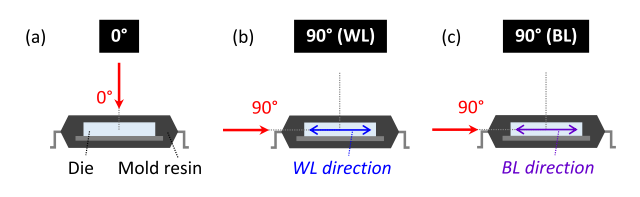 (a) 0°
(b) 90° (WL)
(c) 90° (BL)
0°
90°
90°
Die
Mold resin
WL direction
BL direction